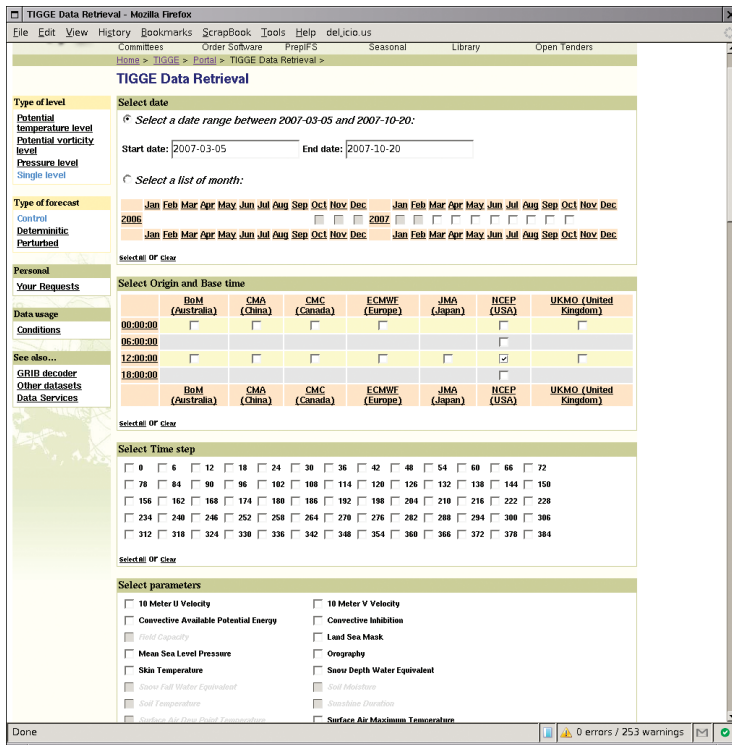 TIGGE Data Retrieval - Mozilla Firefox
File Edit View History Bookmarks ScrapBook Tools Help del.icio.us
Committees Order Software PrepIFS Seasonal Library Open Tenders
Home > TIGGE > Portal > TIGGE Data Retrieval >
TIGGE Data Retrieval
Type of level
Potential
temperature level
Potential vorticity
level
Pressure level
Single level
Type of forecast
Control
Determinitic
Perturbed
Personal
Your Requests
Data usage
Conditions
See also...
GRIB decoder
Other datasets
Data Services
Select date
Select a date range between 2007-03-05 and 2007-10-20:
Start date: 2007-03-05 End date: 2007-10-20
Select a list of month:
Jan Feb Mar Apr May Jun Jul Aug Sep Oct Nov Dec Jan Feb Mar Apr May Jun Jul Aug Sep Oct Nov Dec
2006 2007
Jan Feb Mar Apr May Jun Jul Aug Sep Oct Nov Dec Jan Feb Mar Apr May Jun Jul Aug Sep Oct Nov Dec
Select All or Clear
Select Origin and Base time
BoM (Australia) CMA (China) CMC (Canada) ECMWF (Europe) JMA (Japan) NCEP (USA) UKMO (United Kingdom)
00:00:00
06:00:00
12:00:00
18:00:00
BoM (Australia) CMA (China) CMC (Canada) ECMWF (Europe) JMA (Japan) NCEP (USA) UKMO (United Kingdom)
Select All or Clear
Select Time step
0 6 12 18 24 30 36 42 48 54 60 66 72
78 84 90 96 102 108 114 120 126 132 138 144 150
156 162 168 174 180 186 192 198 204 210 216 222 228
234 240 246 252 258 264 270 276 282 288 294 300 306
312 318 324 330 336 342 348 354 360 366 372 378 384
Select All or Clear
Select parameters
10 Meter U Velocity 10 Meter V Velocity
Convective Available Potential Energy Convective Inhibition
Field Capacity Land Sea Mask
Mean Sea Level Pressure Orography
Skin Temperature Snow Depth Water Equivalent
Snow Fall Water Equivalent Soil Moisture
Soil Temperature Sunshine Duration
Surface Air Dew Point Temperature Surface Air Maximum Temperature
Done 0 errors / 253 warnings